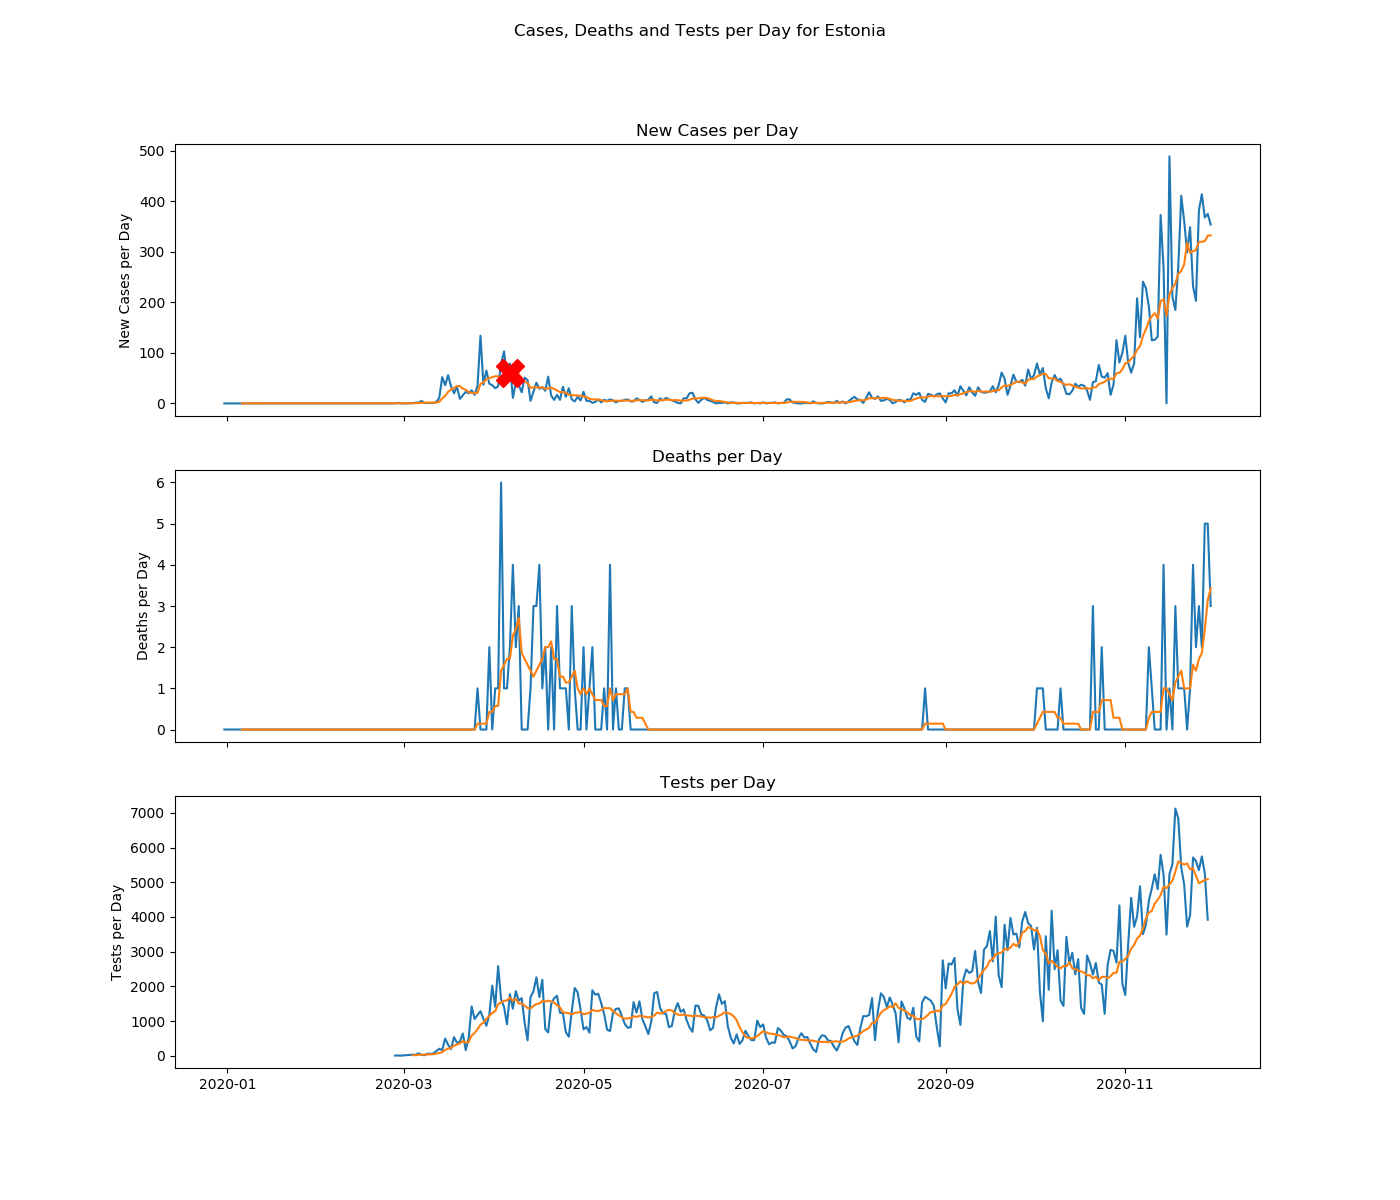 Cases, Deaths and Tests per Day for Estonia
New Cases per Day
New Cases per Day
500
400
300
200
100
0
Deaths per Day
Deaths per Day
6
5
4
3
2
1
0
Tests per Day
Tests per Day
7000
6000
5000
4000
3000
2000
1000
0
2020-01 2020-03 2020-05 2020-07 2020-09 2020-11